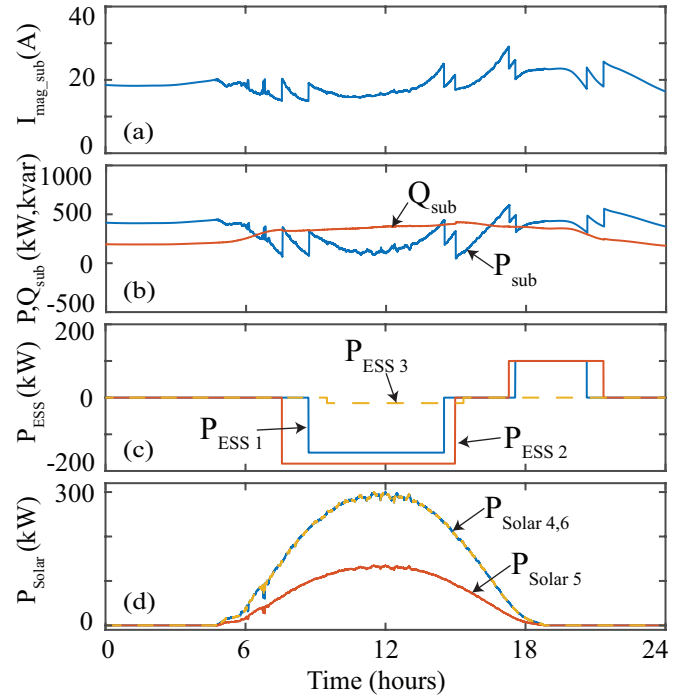 40
20
0
I_mag_sub (A)
(a)
1000
500
0
-500
P,Q_sub (kW,kvar)
Q_sub
P_sub
(b)
200
0
-200
P_ESS (kW)
P_ESS 3
P_ESS 1
P_ESS 2
(c)
300
0
P_Solar (kW)
P_Solar 4,6
P_Solar 5
(d)
0 6 12 18 24
Time (hours)